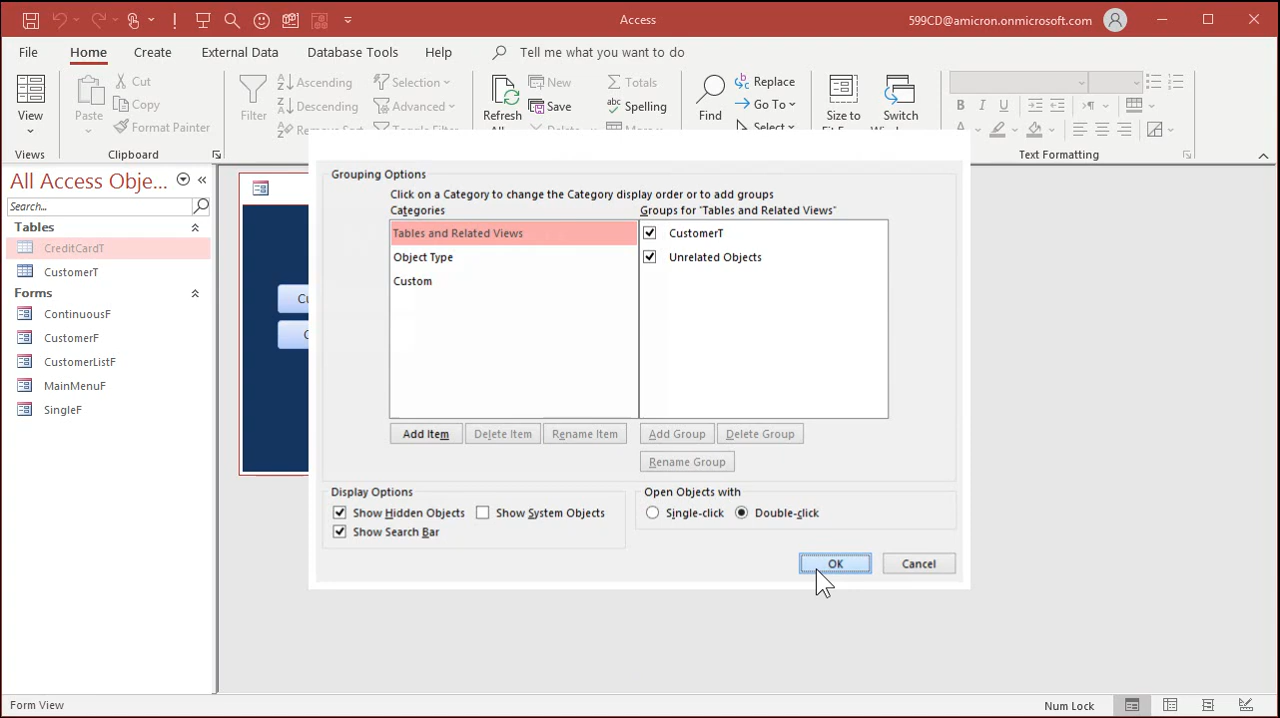 Access
599CD@amicron.onmicrosoft.com
File Home Create External Data Database Tools Help Tell me what you want to do
View
Views
Paste
Cut
Copy
Format Painter
Clipboard
Filter
Ascending
Descending
Selection
Advanced
Refresh
New
Save
Totals
Spelling
Find
Replace
Go To
Select
Size to
Switch
B I U
A
Text Formatting
All Access Obje...
Search...
Tables
CreditCardT
CustomerT
Forms
ContinuousF
CustomerF
CustomerListF
MainMenuF
SingleF
Grouping Options
Click on a Category to change the Category display order or to add groups
Categories
Groups for "Tables and Related Views"
Tables and Related Views
Object Type
Custom
CustomerT
Unrelated Objects
Add Item Delete Item Rename Item
Add Group Delete Group
Rename Group
Display Options
Show Hidden Objects Show System Objects
Show Search Bar
Open Objects with
Single-click Double-click
OK Cancel
Form View
Num Lock